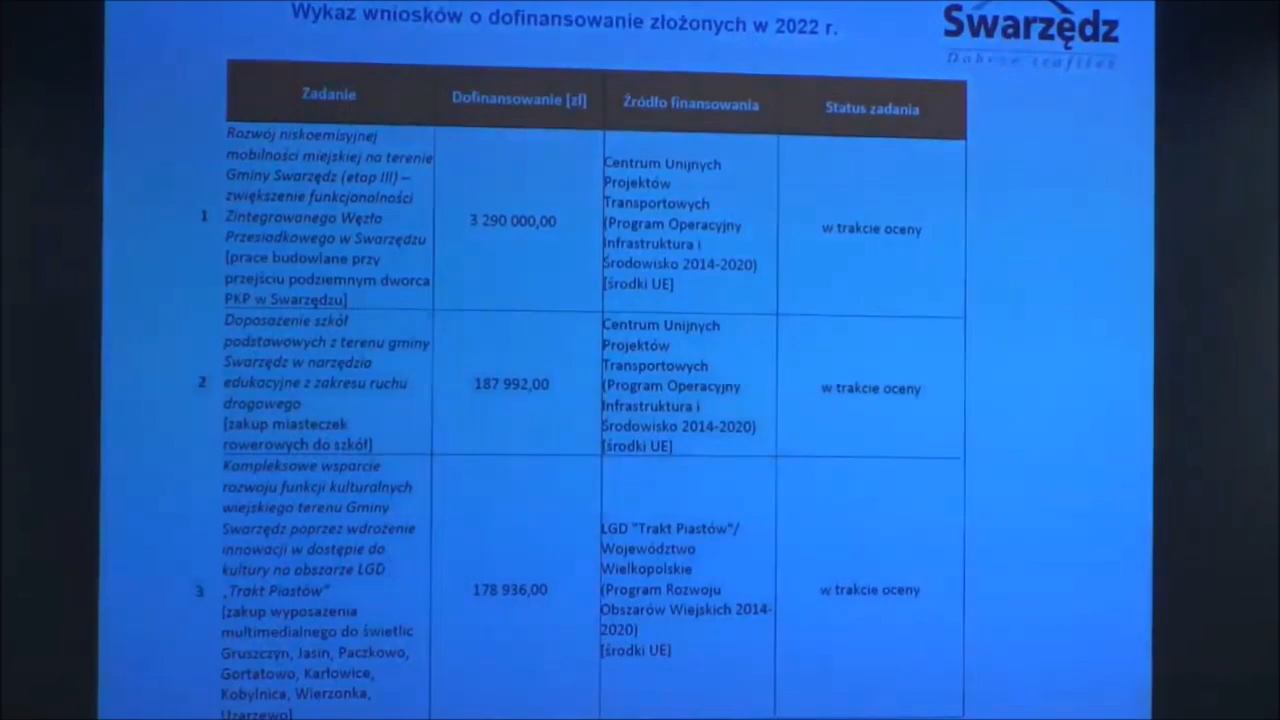 Wykaz wniosków o dofinansowanie złożonych w 2022 r.
Swarzędz
Dobrze trafiłeś
Zadanie
Dofinansowanie [zł]
Źródło finansowania
Status zadania
1
Rozwój niskoemisyjnej
mobilności miejskiej na terenie
Gminy Swarzędz (etap III) –
zwiększenie funkcjonalności
Zintegrowanego Węzła
Przesiadkowego w Swarzędzu
[prace budowlane przy
przejściu podziemnym dworca
PKP w Swarzędzu]
3 290 000,00
Centrum Unijnych
Projektów
Transportowych
(Program Operacyjny
Infrastruktura i
Środowisko 2014-2020)
[środki UE]
w trakcie oceny
2
Doposażenie szkół
podstawowych z terenu gminy
Swarzędz w narzędzia
edukacyjne z zakresu ruchu
drogowego
[zakup miasteczek
rowerowych do szkół]
187 992,00
Centrum Unijnych
Projektów
Transportowych
(Program Operacyjny
Infrastruktura i
Środowisko 2014-2020)
[środki UE]
w trakcie oceny
3
Kompleksowe wsparcie
rozwoju funkcji kulturalnych
wiejskiego terenu Gminy
Swarzędz poprzez wdrożenie
innowacji w dostępie do
kultury na obszarze LGD
„Trakt Piastów"
[zakup wyposażenia
multimedialnego do świetlic
Gruszczyn, Jasin, Paczkowo,
Gortatowo, Karłowice,
Kobylnica, Wierzonka,
Uzarzewo]
178 936,00
LGD "Trakt Piastów"/
Województwo
Wielkopolskie
(Program Rozwoju
Obszarów Wiejskich 2014-
2020)
[środki UE]
w trakcie oceny